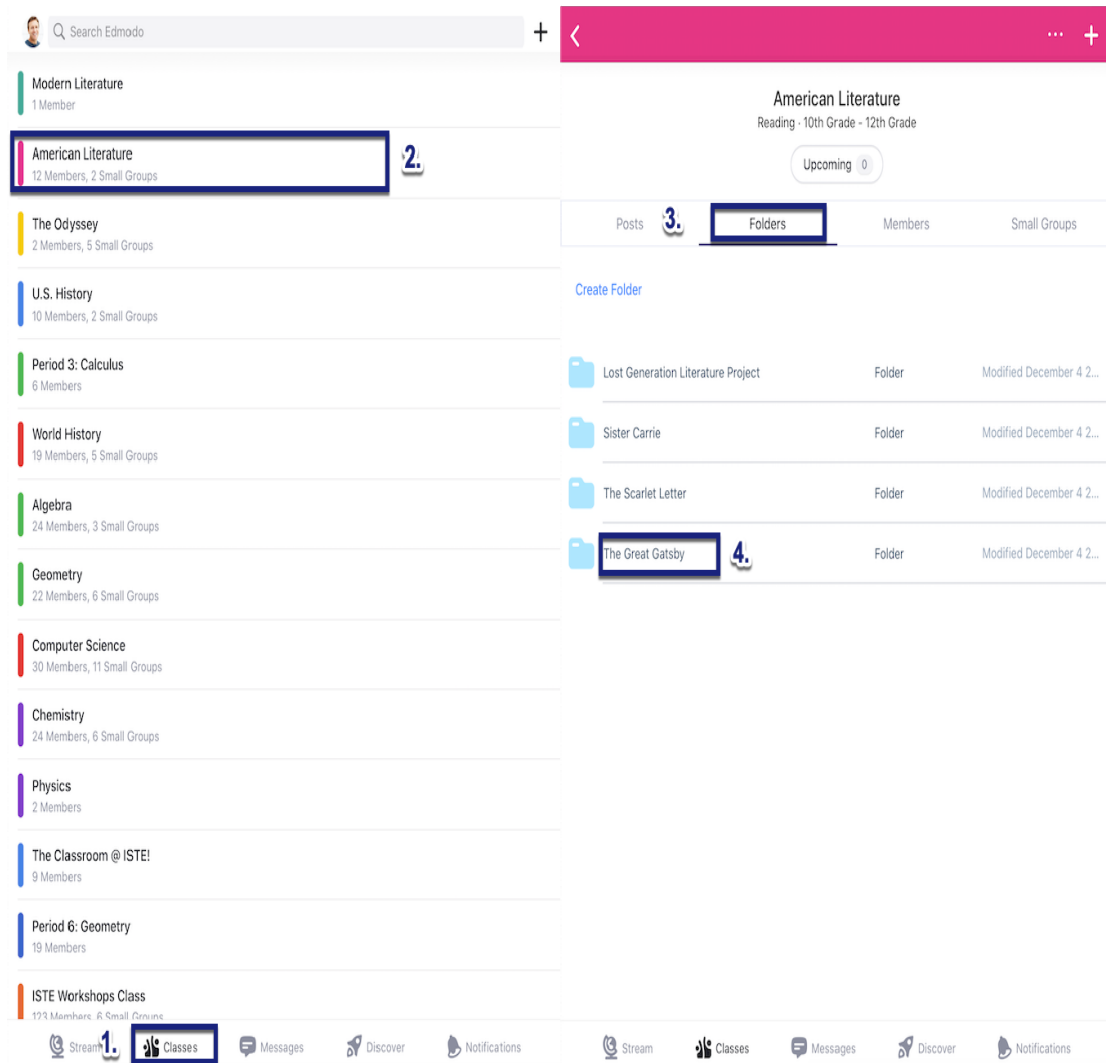 Search Edmodo
Modern Literature
1 Member
American Literature
12 Members, 2 Small Groups
2.
The Odyssey
2 Members, 5 Small Groups
U.S. History
10 Members, 2 Small Groups
Period 3: Calculus
6 Members
World History
19 Members, 5 Small Groups
Algebra
24 Members, 3 Small Groups
Geometry
22 Members, 6 Small Groups
Computer Science
30 Members, 11 Small Groups
Chemistry
24 Members, 6 Small Groups
Physics
2 Members
The Classroom @ ISTE!
9 Members
Period 6: Geometry
19 Members
ISTE Workshops Class
123 Members, 6 Small Groups
Stream 1. Classes Messages Discover Notifications
American Literature
Reading · 10th Grade - 12th Grade
Upcoming 0
Posts 3. Folders Members Small Groups
Create Folder
Lost Generation Literature Project Folder Modified December 4 2...
Sister Carrie Folder Modified December 4 2...
The Scarlet Letter Folder Modified December 4 2...
The Great Gatsby 4. Folder Modified December 4 2...
Stream Classes Messages Discover Notifications